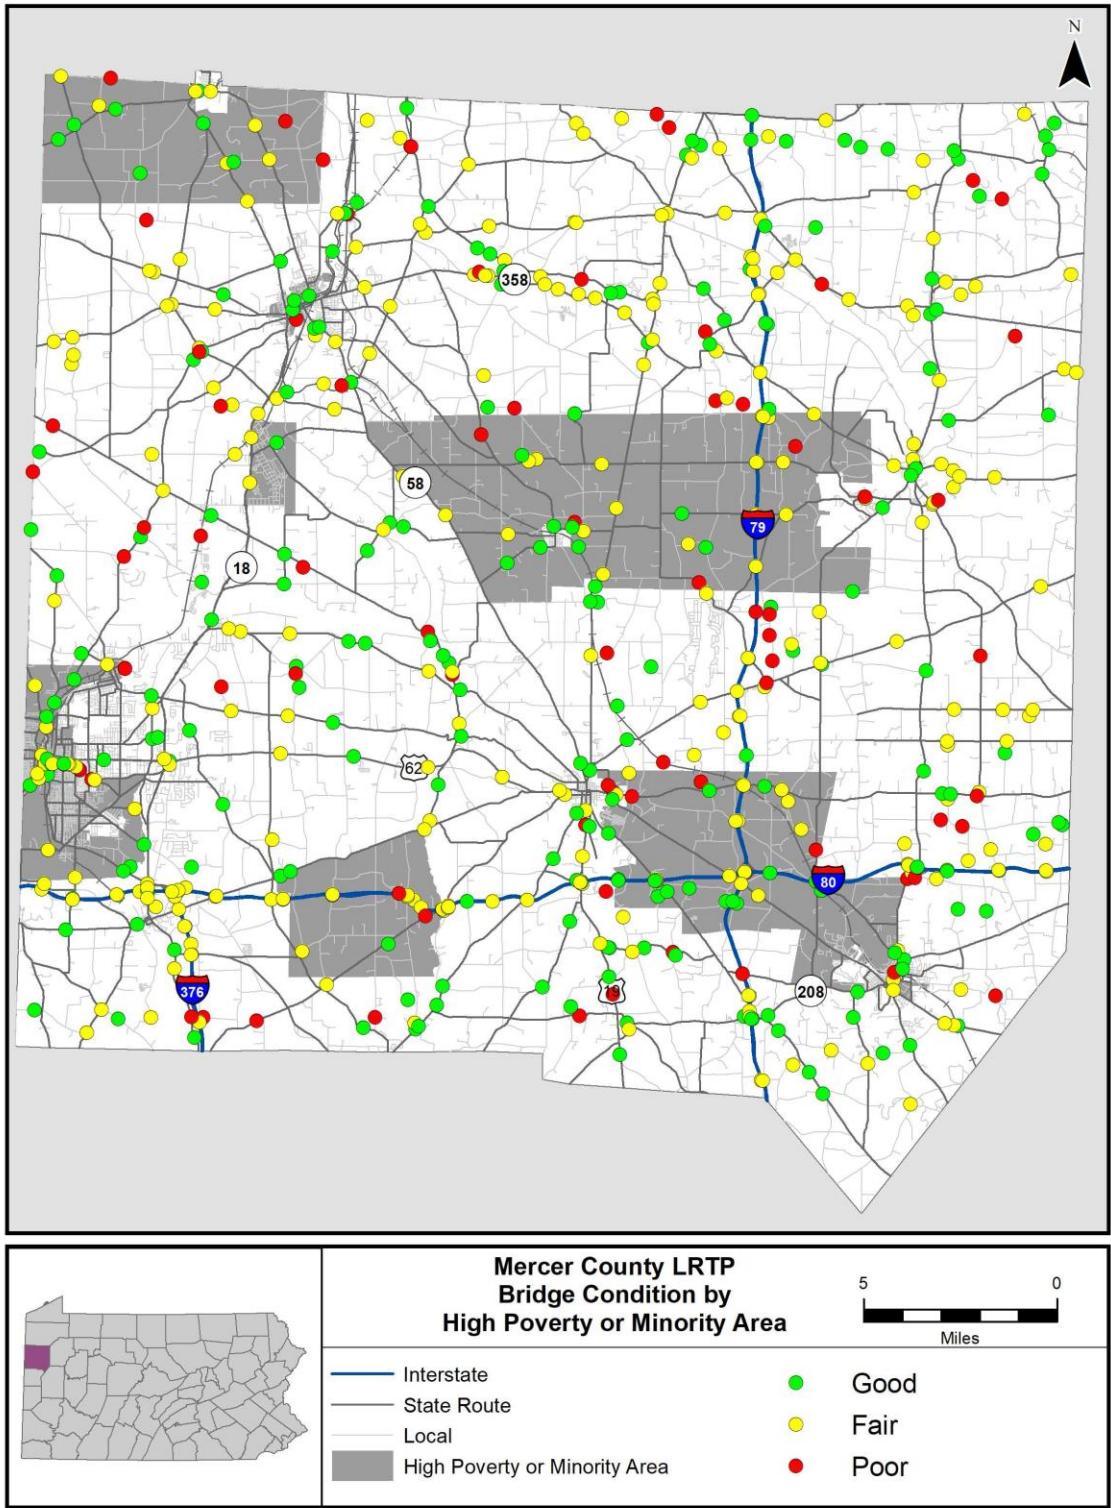 N
358
58
79
18
62
80
19
208
376
Mercer County LRTP
Bridge Condition by
High Poverty or Minority Area
5 0
Miles
Interstate
State Route
Local
High Poverty or Minority Area
Good
Fair
Poor